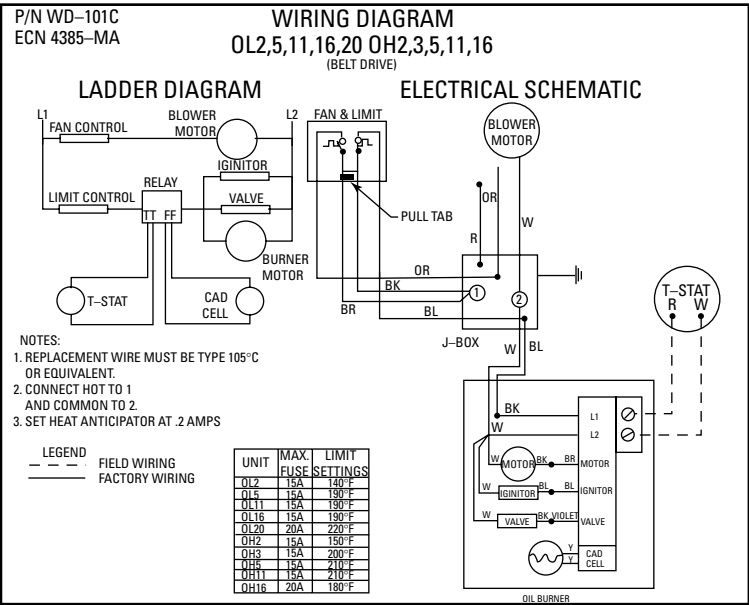 P/N WD–101C
ECN 4385–MA
WIRING DIAGRAM
OL2,5,11,16,20 OH2,3,5,11,16
(BELT DRIVE)
LADDER DIAGRAM
L1
FAN CONTROL
BLOWER
MOTOR
L2
IGINITOR
LIMIT CONTROL
RELAY
TT FF
VALVE
BURNER
MOTOR
T–STAT
CAD
CELL
ELECTRICAL SCHEMATIC
FAN & LIMIT
PULL TAB
BLOWER
MOTOR
OR
R
W
OR
BK
BR
BL
1
2
J–BOX
W
BL
T–STAT
R W
BK
W
L1
L2
W
MOTOR
BK
BR
MOTOR
W
IGINITOR
BL
BL
IGNITOR
W
VALVE
BK
VIOLET
VALVE
Y
Y
CAD
CELL
OIL BURNER
NOTES:
1. REPLACEMENT WIRE MUST BE TYPE 105°C
OR EQUIVALENT.
2. CONNECT HOT TO 1
AND COMMON TO 2.
3. SET HEAT ANTICIPATOR AT .2 AMPS
LEGEND
FIELD WIRING
FACTORY WIRING
UNIT MAX. FUSE LIMIT SETTINGS
OL2 15A 140°F
OL5 15A 190°F
OL11 15A 190°F
OL16 15A 190°F
OL20 20A 220°F
OH2 15A 150°F
OH3 15A 200°F
OH5 15A 210°F
OH11 15A 210°F
OH16 20A 180°F